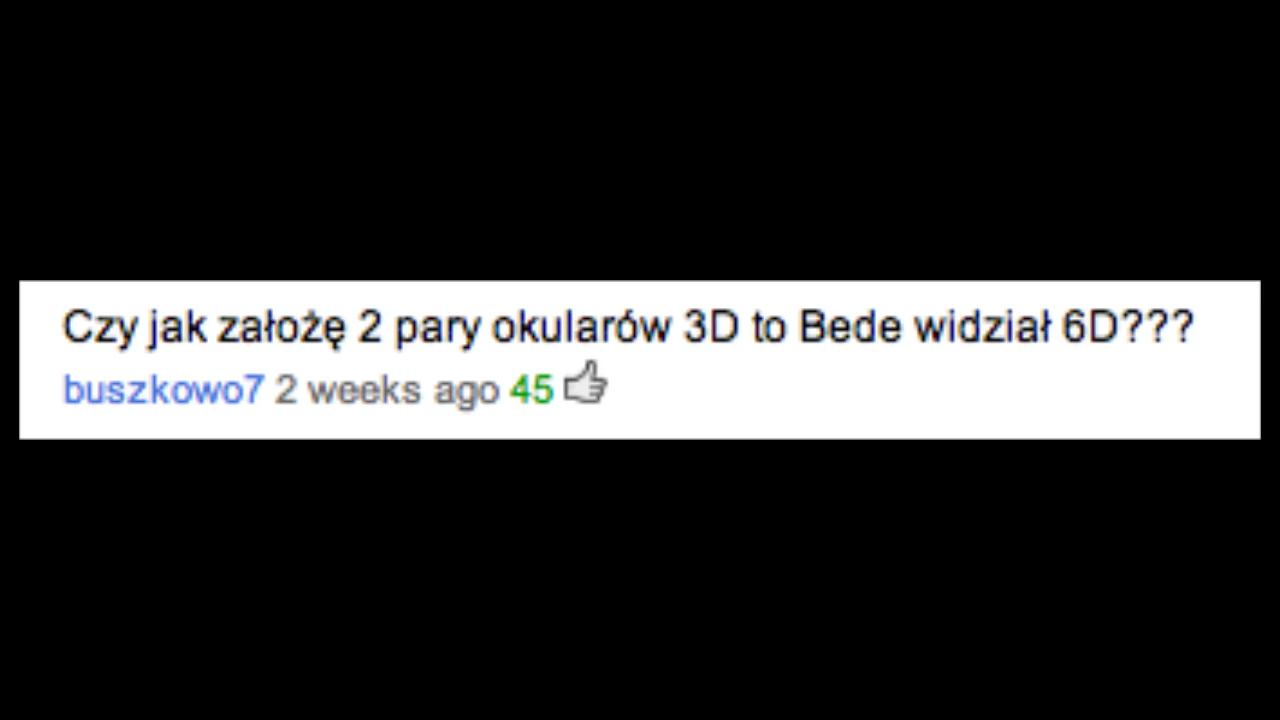 Czy jak założę 2 pary okularów 3D to Bede widział 6D???
buszkowo7 2 weeks ago 45